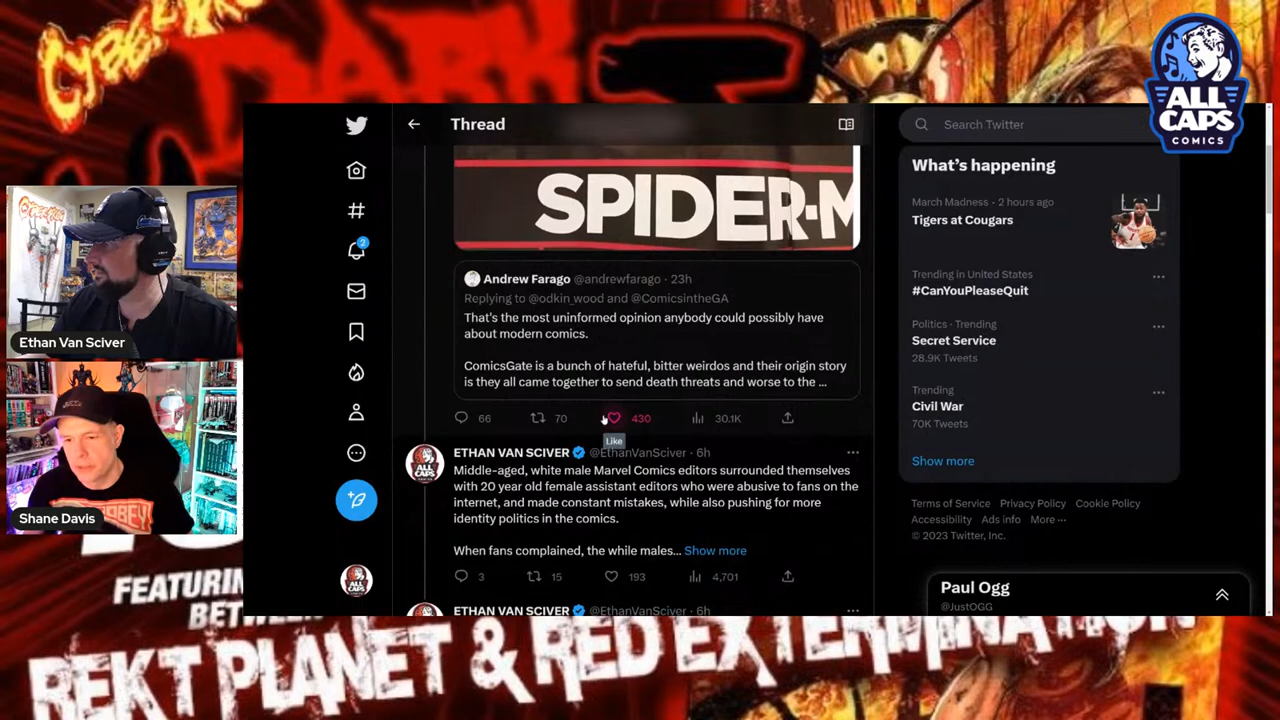 CYBER
DARK
ALL
CAPS
COMICS
Ethan Van Sciver
OBEY!
Shane Davis
Thread
SPIDER-M
Andrew Farago @andrewfarago · 23h
Replying to @odkin_wood and @ComicsintheGA
That's the most uninformed opinion anybody could possibly have
about modern comics.
ComicsGate is a bunch of hateful, bitter weirdos and their origin story
is they all came together to send death threats and worse to the ...
66 70 430 30.1K
Like
ETHAN VAN SCIVER @EthanVanSciver · 6h
Middle-aged, white male Marvel Comics editors surrounded themselves
with 20 year old female assistant editors who were abusive to fans on the
internet, and made constant mistakes, while also pushing for more
identity politics in the comics.
When fans complained, the while males... Show more
3 15 193 4,701
ETHAN VAN SCIVER @EthanVanSciver · 6h
2
Search Twitter
What's happening
March Madness · 2 hours ago
Tigers at Cougars
Trending in United States
#CanYouPleaseQuit
Politics · Trending
Secret Service
28.9K Tweets
Trending
Civil War
70K Tweets
Show more
Terms of Service Privacy Policy Cookie Policy
Accessibility Ads info More ...
© 2023 Twitter, Inc.
Paul Ogg
@JustOGG
FEATURIN
BET
REKT PLANET & RED EXTERMINATION